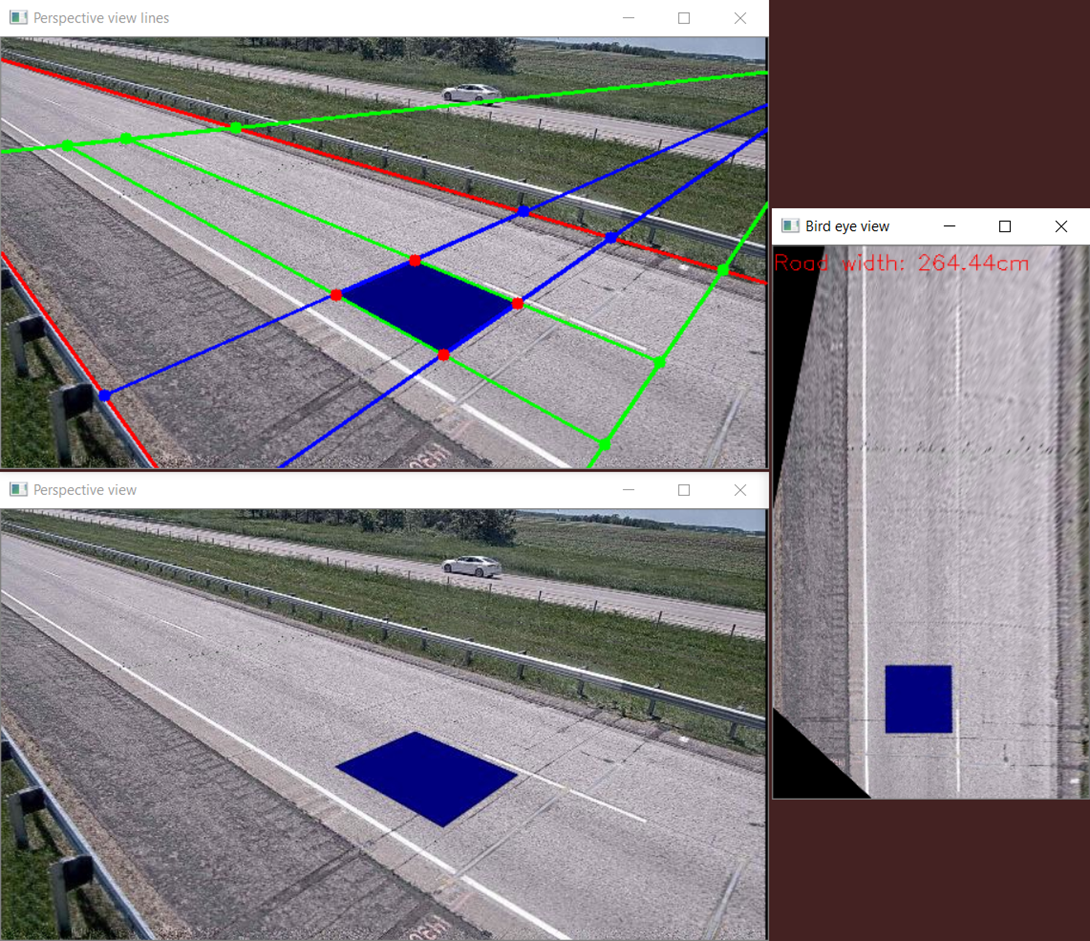 Perspective view lines
Bird eye view
Road width: 264.44cm
Perspective view